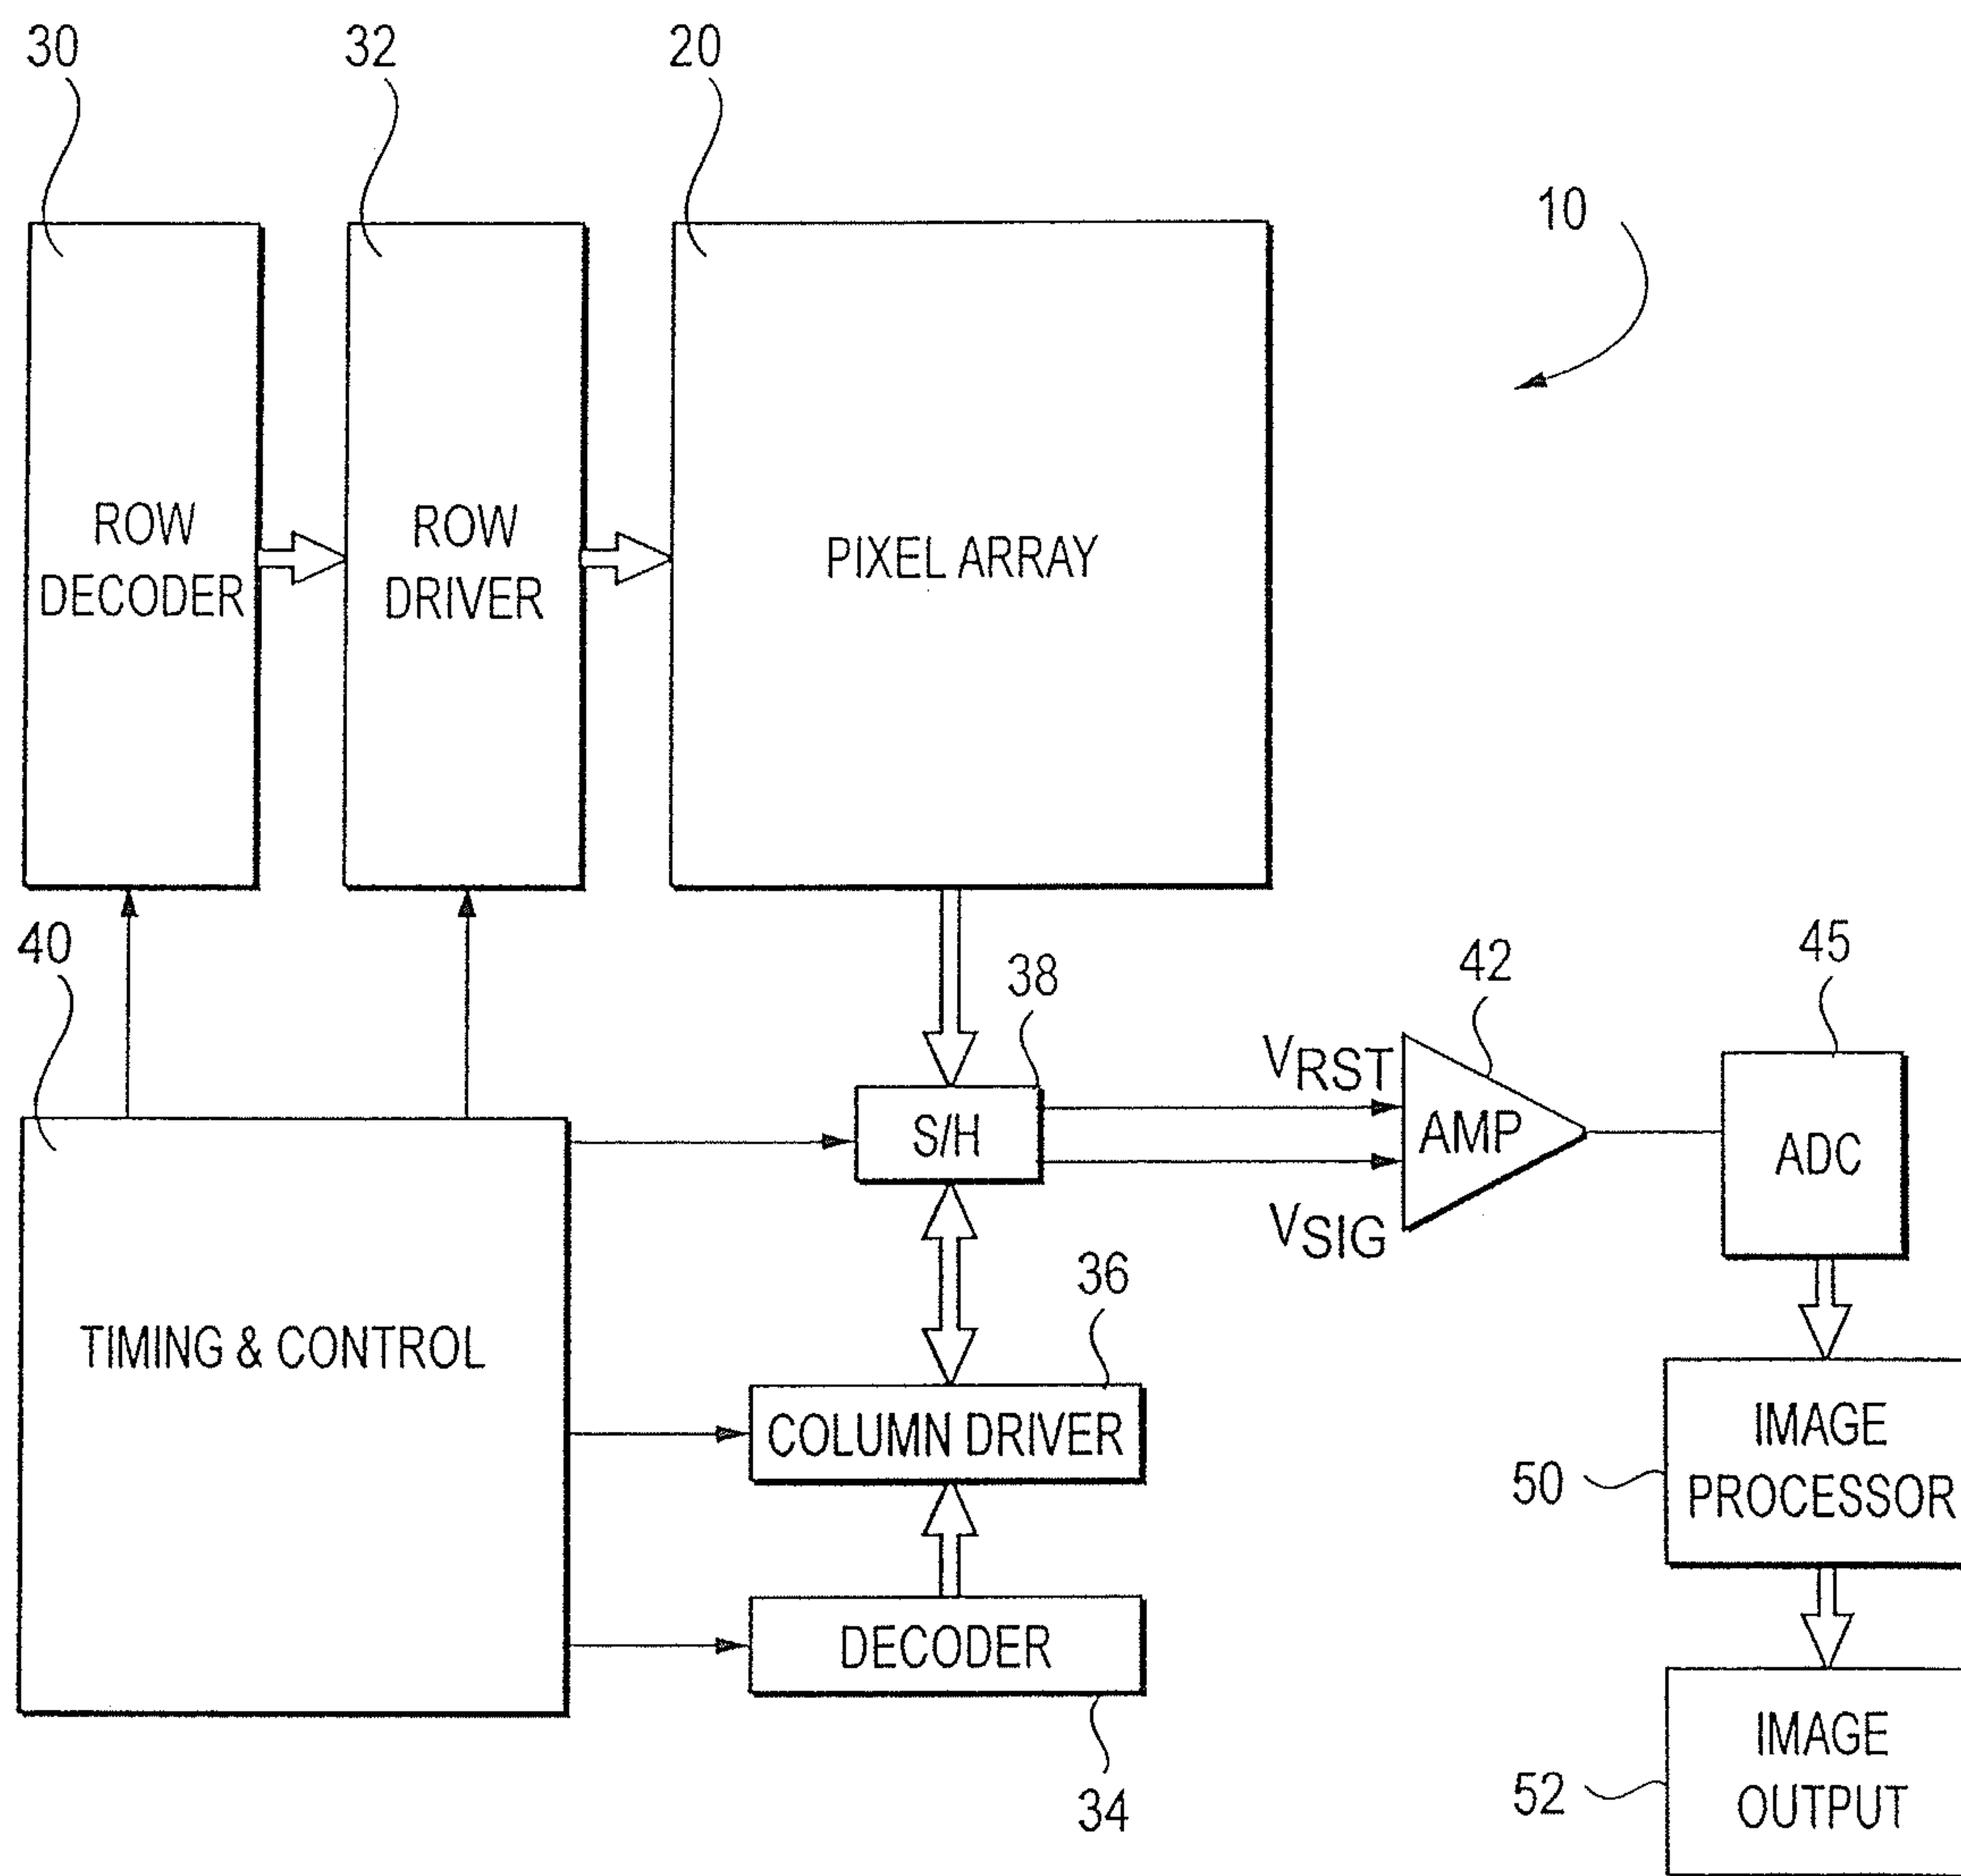 30
32
20
10
ROW
DECODER
ROW
DRIVER
PIXEL ARRAY
40
38
42
45
VRST
S/H
AMP
ADC
VSIG
36
TIMING & CONTROL
COLUMN DRIVER
IMAGE
PROCESSOR
50
DECODER
34
IMAGE
OUTPUT
52